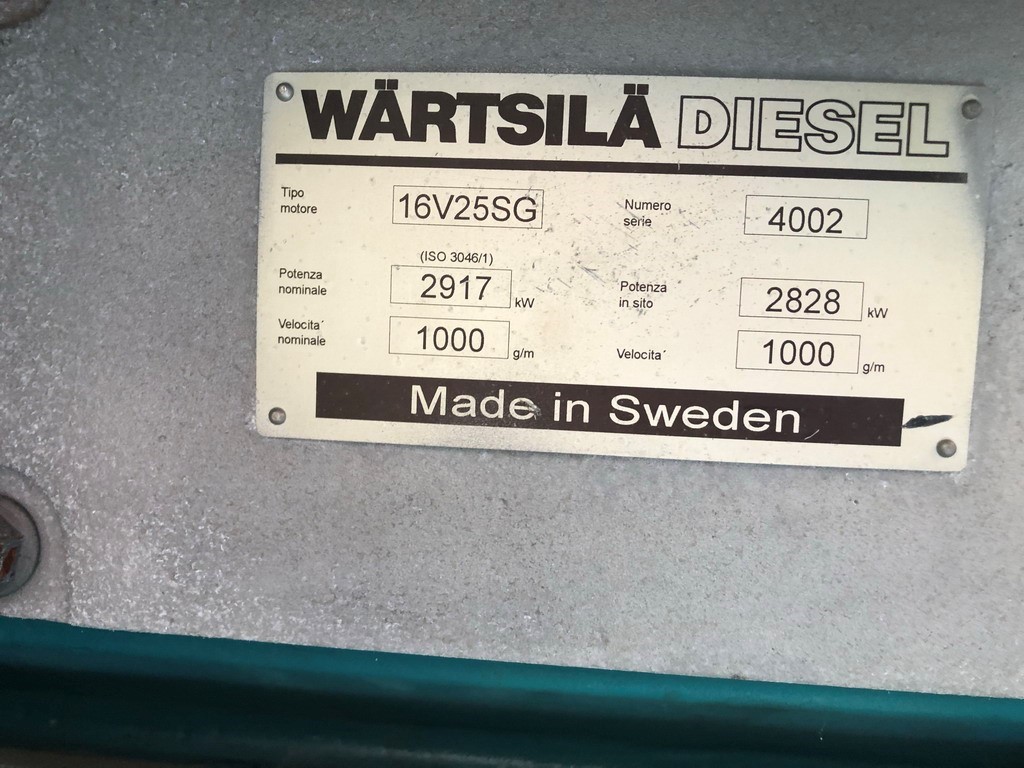 WÄRTSILÄ DIESEL
Tipo motore 16V25SG Numero serie 4002
(ISO 3046/1)
Potenza nominale 2917 kW Potenza in sito 2828 kW
Velocita´ nominale 1000 g/m Velocita´ 1000 g/m
Made in Sweden